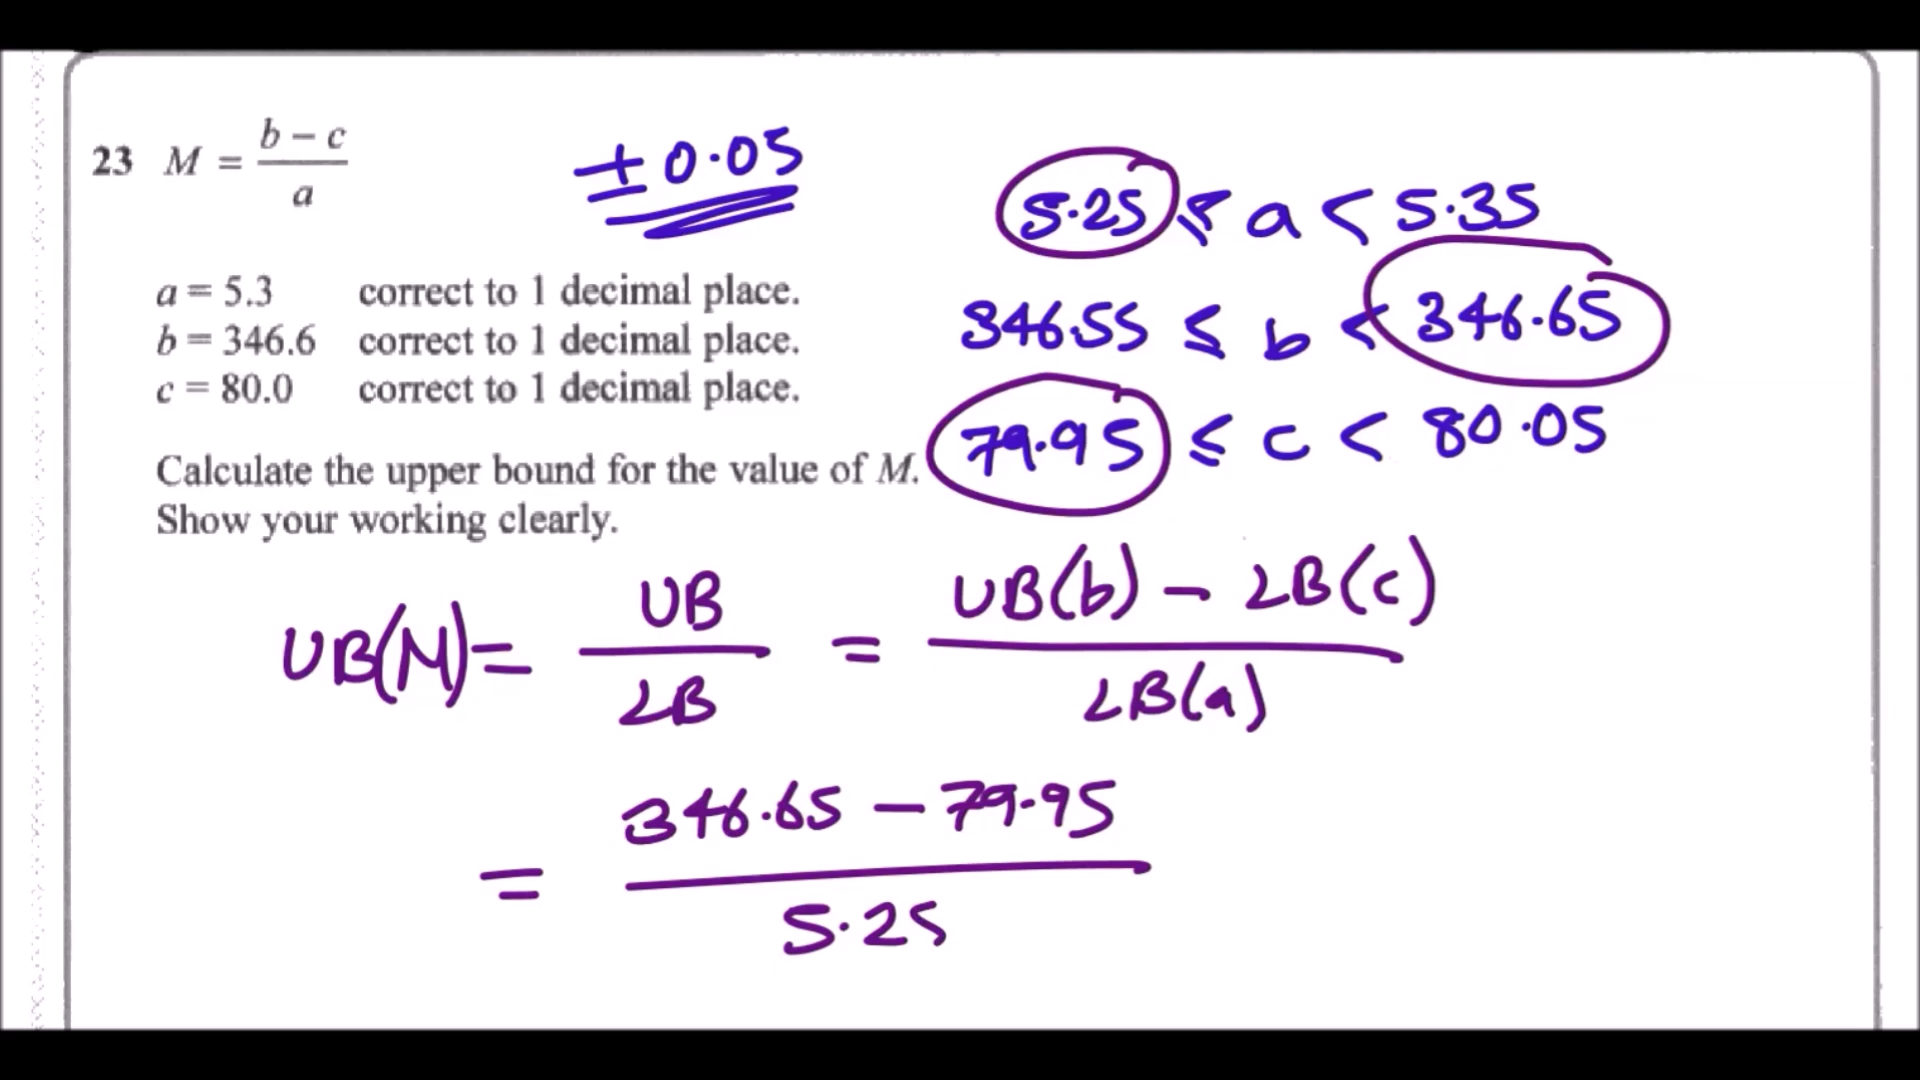 23 M = (b − c)/a
± 0.05
5.25 ≤ a < 5.35
a = 5.3 correct to 1 decimal place.
346.55 ≤ b < 346.65
b = 346.6 correct to 1 decimal place.
c = 80.0 correct to 1 decimal place.
79.95 ≤ c < 80.05
Calculate the upper bound for the value of M.
Show your working clearly.
UB(M) = UB/LB = (UB(b) − LB(c))/LB(a)
= (346.65 − 79.95)/5.25